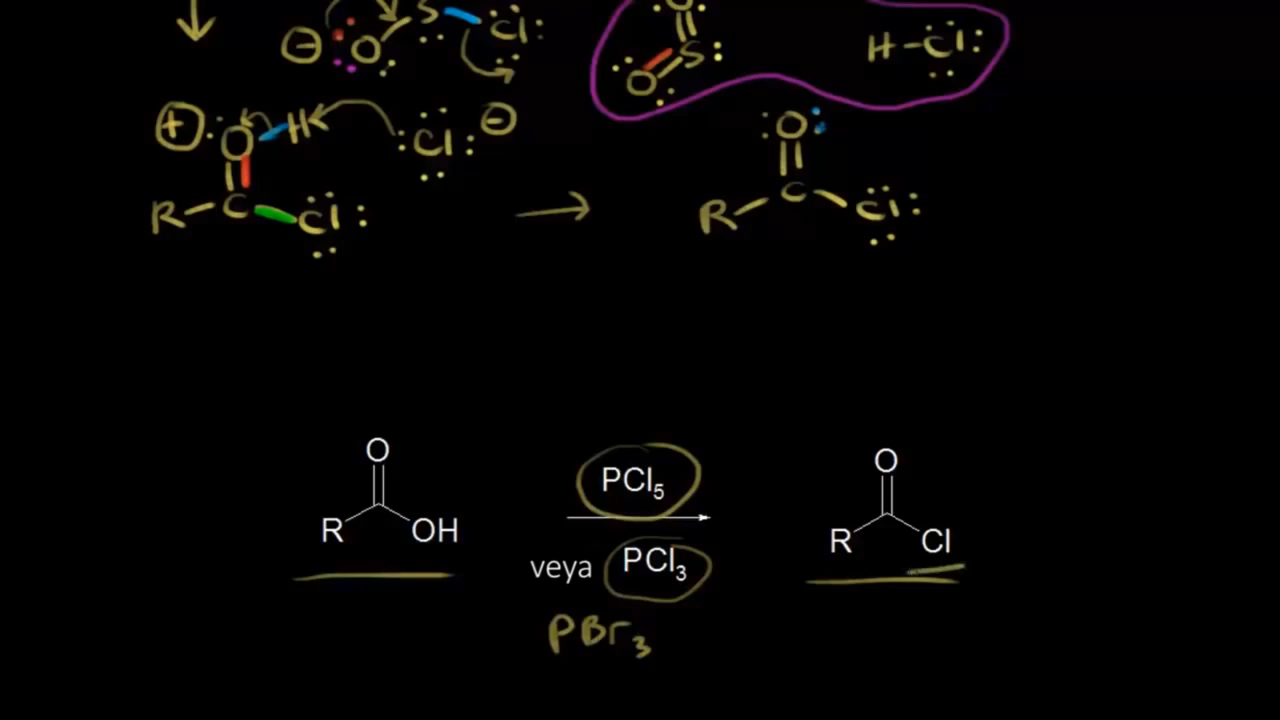 S Cl
⊖ O
O S
H-Cl
⊕ O H Cl ⊖
O
R-C Cl
R C Cl
O
PCl5
R OH
veya PCl3
O
R Cl
PBr3